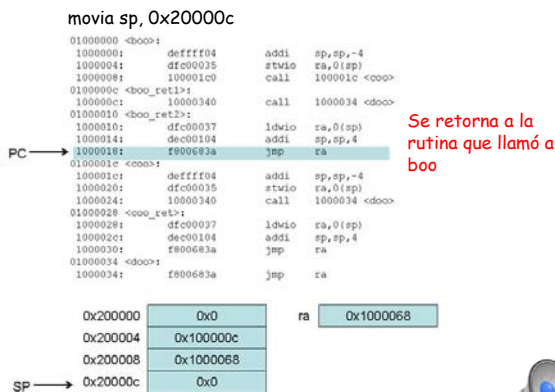 movia sp, 0x20000c
01000000 <boo>:
1000000: deffff04 addi sp,sp,-4
1000004: dfc00035 stwio ra,0(sp)
1000008: 100001c0 call 100001c <coo>
0100000c <boo_ret1>:
100000c: 10000340 call 1000034 <doo>
01000010 <boo_ret2>:
1000010: dfc00037 ldwio ra,0(sp)
1000014: dec00104 addi sp,sp,4
PC 1000018: f800683a jmp ra
Se retorna a la
rutina que llamó a
boo
0100001c <coo>:
100001c: deffff04 addi sp,sp,-4
1000020: dfc00035 stwio ra,0(sp)
1000024: 10000340 call 1000034 <doo>
01000028 <coo_ret>:
1000028: dfc00037 ldwio ra,0(sp)
100002c: dec00104 addi sp,sp,4
1000030: f800683a jmp ra
01000034 <doo>:
1000034: f800683a jmp ra
0x200000 0x0 ra 0x1000068
0x200004 0x100000c
0x200008 0x1000068
SP 0x20000c 0x0